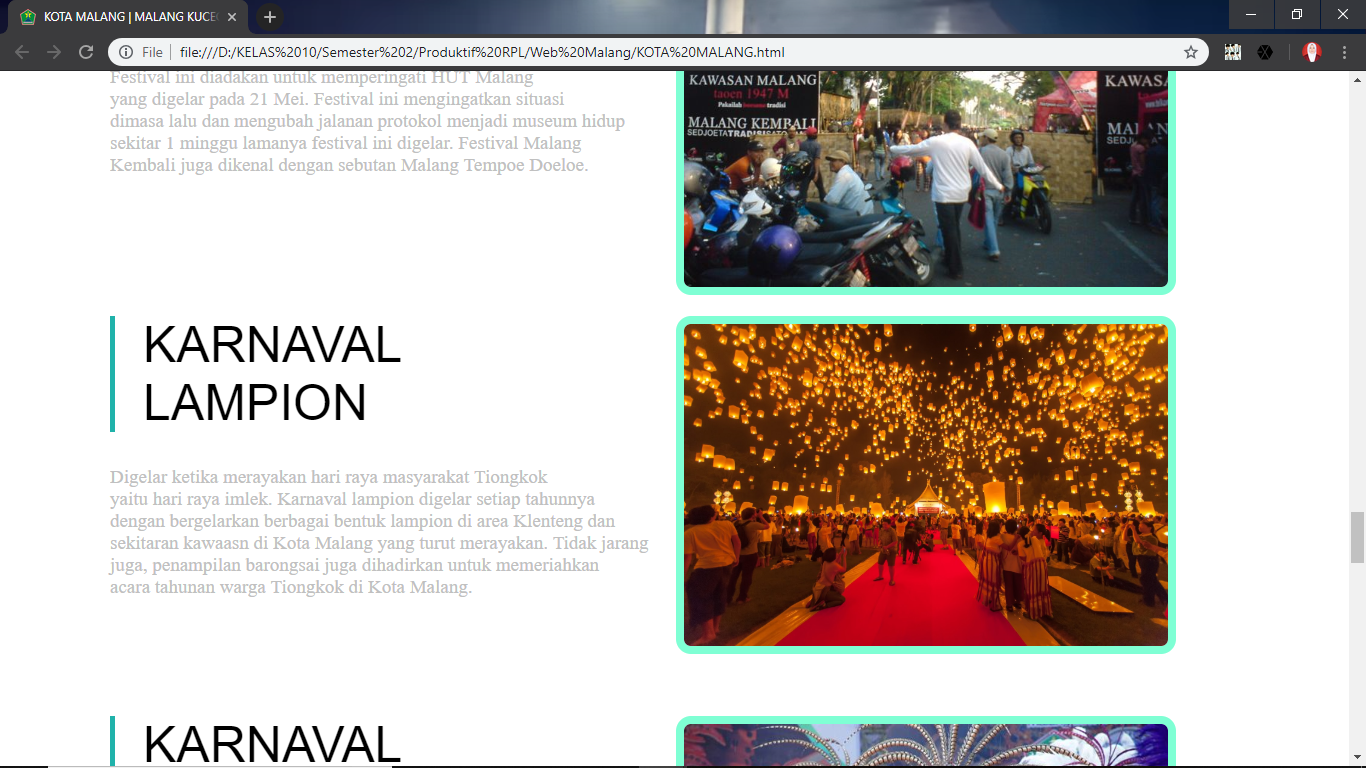 KOTA MALANG | MALANG KUCE
File
file:///D:/KELAS%2010/Semester%202/Produktif%20RPL/Web%20Malang/KOTA%20MALANG.html
Festival ini diadakan untuk memperingati HUT Malang
yang digelar pada 21 Mei. Festival ini mengingatkan situasi
dimasa lalu dan mengubah jalanan protokol menjadi museum hidup
sekitar 1 minggu lamanya festival ini digelar. Festival Malang
Kembali juga dikenal dengan sebutan Malang Tempoe Doeloe.
KAWASAN MALANG
taoen 1947 M
Pakailah busana tradisi
MALANG KEMBALI
KAWAS
KARNAVAL
LAMPION
Digelar ketika merayakan hari raya masyarakat Tiongkok
yaitu hari raya imlek. Karnaval lampion digelar setiap tahunnya
dengan bergelarkan berbagai bentuk lampion di area Klenteng dan
sekitaran kawaasn di Kota Malang yang turut merayakan. Tidak jarang
juga, penampilan barongsai juga dihadirkan untuk memeriahkan
acara tahunan warga Tiongkok di Kota Malang.
KARNAVAL